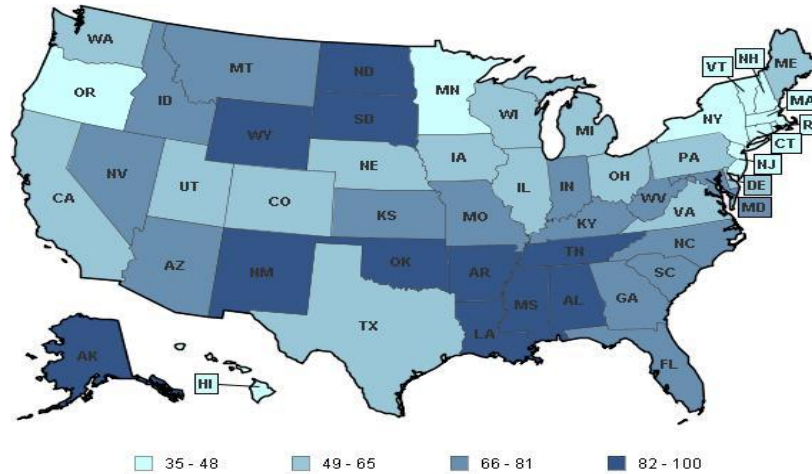 WA
MT
ND
MN
VT
NH
ME
OR
ID
SD
WI
MI
NY
MA
R
CT
WY
IA
PA
NJ
NE
NV
UT
IL
IN
OH
DE
CA
CO
WV
VA
MD
KS
MO
KY
AZ
NM
OK
AR
TN
NC
SC
MS
AL
GA
TX
LA
FL
AK
HI
35 - 48
49 - 65
66 - 81
82 - 100